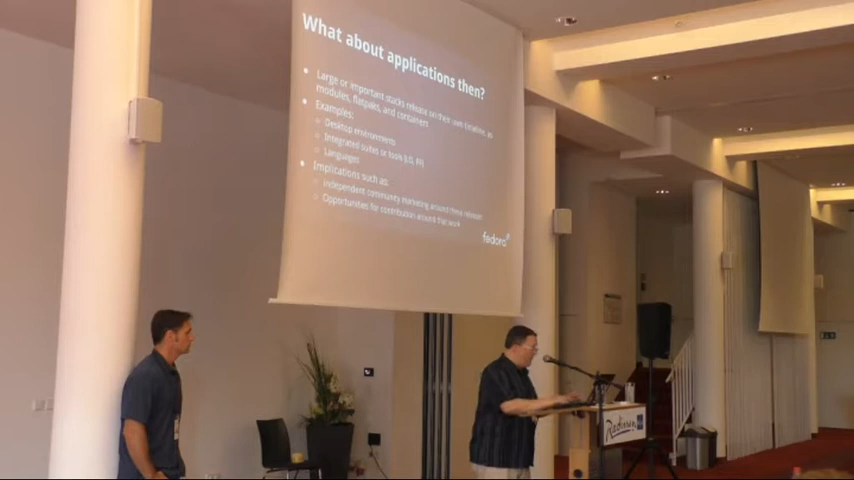 What about applications then?
Large or important stacks release on their own timeline, as
modules, flatpaks, and containers
Examples:
Desktop environments
Integrated suites or tools
Languages
Implications such as:
Independent community marketing around these releases
Opportunities for contribution around that work
fedora
Radisson